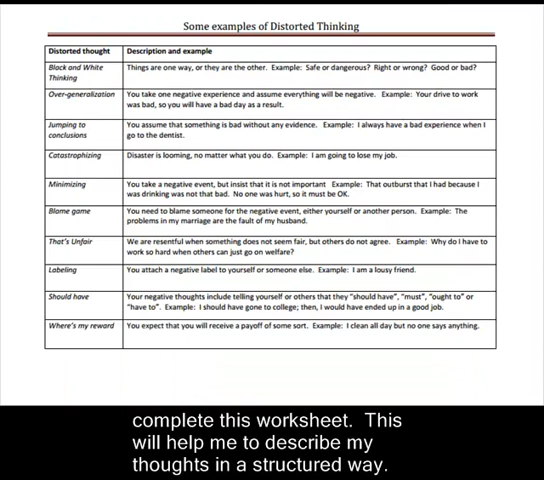 Some examples of Distorted Thinking
Distorted thought Description and example
Black and White Things are one way, or they are the other. Example: Safe or dangerous? Right or wrong? Good or bad?
Thinking
Over-generalization You take one negative experience and assume everything will be negative. Example: Your drive to work
was bad, so you will have a bad day as a result.
Jumping to You assume that something is bad without any evidence. Example: I always have a bad experience when I
conclusions go to the dentist.
Catastrophizing Disaster is looming, no matter what you do. Example: I am going to lose my job.
Minimizing You take a negative event, but insist that it is not important Example: That outburst that I had because I
was drinking was not that bad. No one was hurt, so it must be OK.
Blame game You need to blame someone for the negative event, either yourself or another person. Example: The
problems in my marriage are the fault of my husband.
That's Unfair We are resentful when something does not seem fair, but others do not agree. Example: Why do I have to
work so hard when others can just go on welfare?
Labeling You attach a negative label to yourself or someone else. Example: I am a lousy friend.
Should have Your negative thoughts include telling yourself or others that they "should have", "must", "ought to" or
"have to". Example: I should have gone to college; then, I would have ended up in a good job.
Where's my reward You expect that you will receive a payoff of some sort. Example: I clean all day but no one says anything.
complete this worksheet. This
will help me to describe my
thoughts in a structured way.